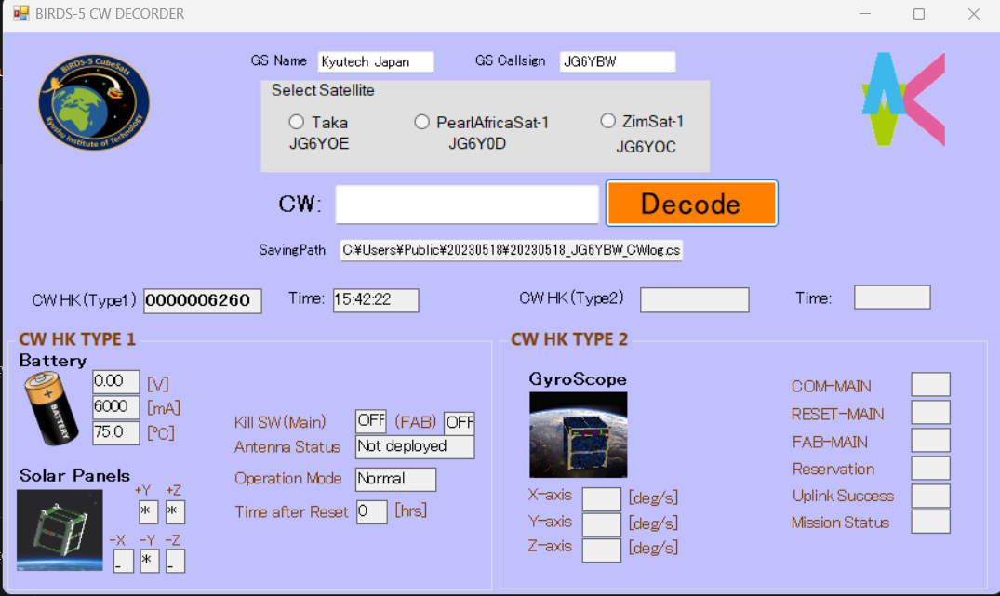 BIRDS-5 CW DECORDER
GS Name Kyutech Japan GS Callsign JG6YBW
BIRDS-5 CubeSats
Kyushu Institute of Technology
Select Satellite
Taka PearlAfricaSat-1 ZimSat-1
JG6YOE JG6Y0D JG6YOC
CW: Decode
SavingPath C:¥Users¥Public¥20230518¥20230518_JG6YBW_CWlog.cs
CW HK(Type1) 0000006260 Time: 15:42:22 CW HK(Type2) Time:
CW HK TYPE 1
Battery
BATTERY
0.00 [V]
6000 [mA]
75.0 [°C]
Kill SW(Main) OFF (FAB) OFF
Antenna Status Not deployed
Operation Mode Normal
Time after Reset 0 [hrs]
Solar Panels
+Y +Z
* *
-X -Y -Z
- * -
CW HK TYPE 2
GyroScope
X-axis [deg/s]
Y-axis [deg/s]
Z-axis [deg/s]
COM-MAIN
RESET-MAIN
FAB-MAIN
Reservation
Uplink Success
Mission Status